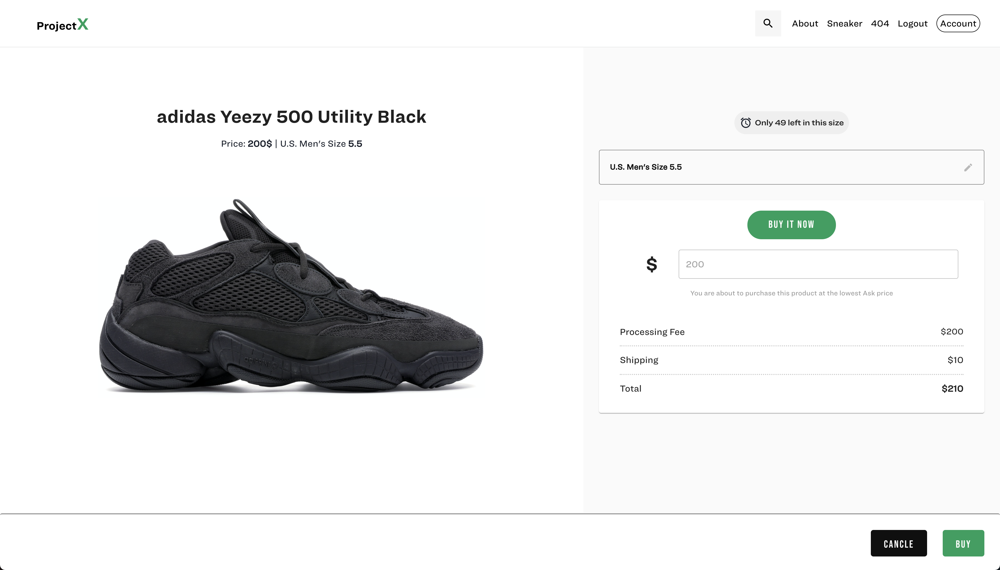 ProjectX
About Sneaker 404 Logout Account
adidas Yeezy 500 Utility Black
Price: 200$ | U.S. Men's Size 5.5
Only 49 left in this size
U.S. Men's Size 5.5
BUY IT NOW
$ 200
You are about to purchase this product at the lowest Ask price
Processing Fee $200
Shipping $10
Total $210
CANCLE BUY